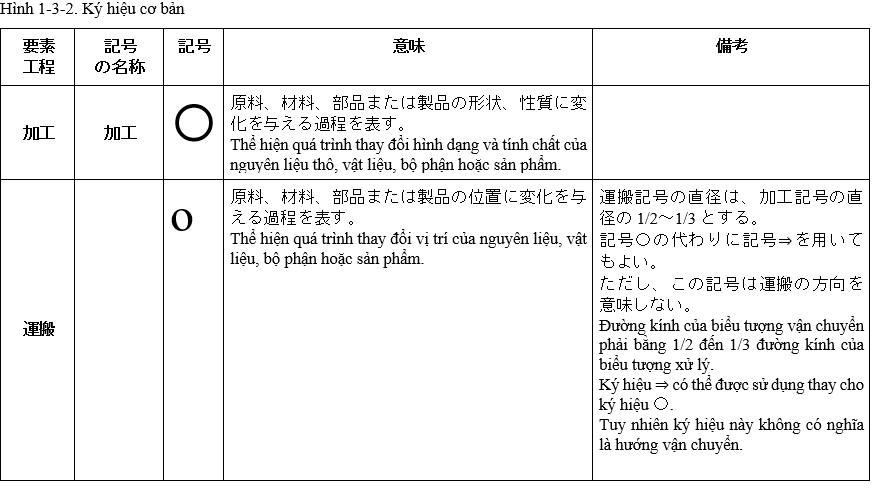 Hình 1-3-2. Ký hiệu cơ bản
要素
工程
記号
の名称
記号
意味
備考
加工
加工
〇
原料、材料、部品または製品の形状、性質に変
化を与える過程を表す。
Thể hiện quá trình thay đổi hình dạng và tính chất của
nguyên liệu thô, vật liệu, bộ phận hoặc sản phẩm.
運搬
o
原料、材料、部品または製品の位置に変化を与
える過程を表す。
Thể hiện quá trình thay đổi vị trí của nguyên liệu, vật
liệu, bộ phận hoặc sản phẩm.
運搬記号の直径は、加工記号の直
径の 1/2～1/3 とする。
記号〇の代わりに記号⇒を用いて
もよい。
ただし、この記号は運搬の方向を
意味しない。
Đường kính của biểu tượng vận chuyển
phải bằng 1/2 đến 1/3 đường kính của
biểu tượng xử lý.
Ký hiệu ⇒ có thể được sử dụng thay cho
ký hiệu 〇.
Tuy nhiên ký hiệu này không có nghĩa
là hướng vận chuyển.